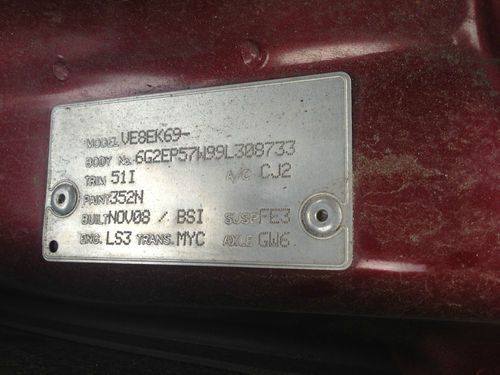 MODEL VE8EK69-
BODY No. 6G2EP57W99L308733
TRIM 51I A/C CJ2
PAINT 352N
BUILT NOV08 / BSI SUSP FE3
ENG. LS3 TRANS. MYC AXLE GW6